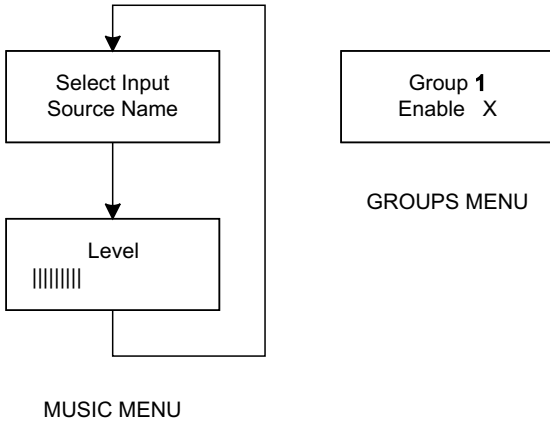 Select Input
Source Name
Level
|||||||||
MUSIC MENU
Group 1
Enable X
GROUPS MENU